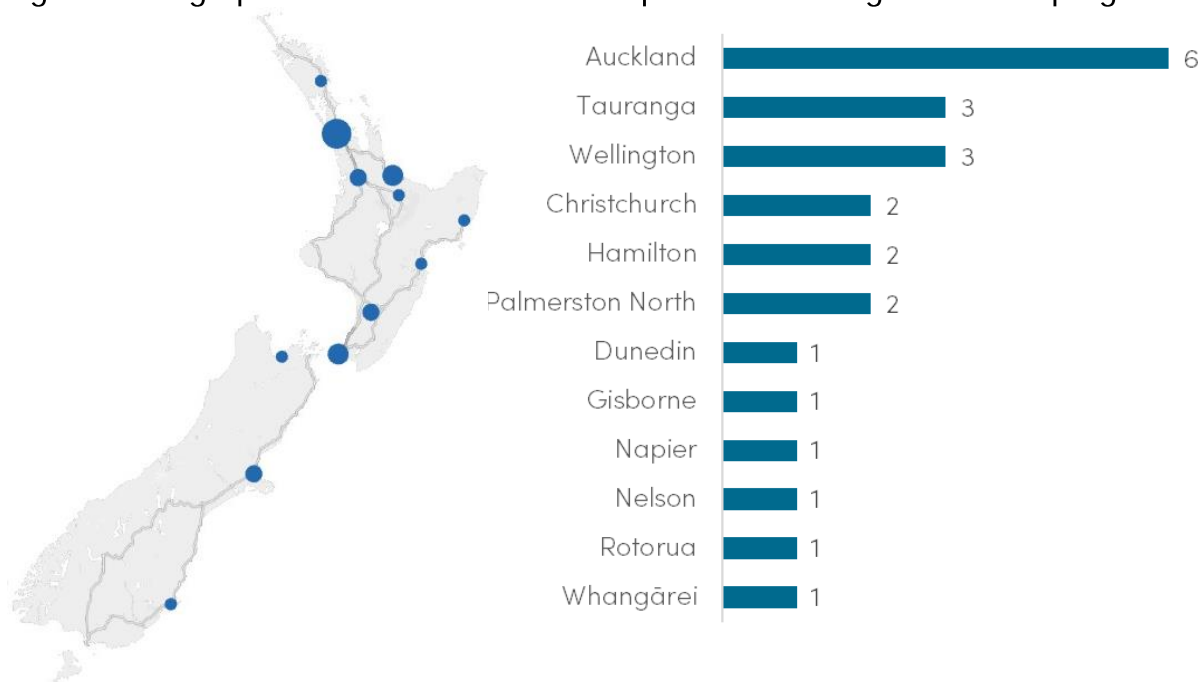 Auckland 6
Tauranga 3
Wellington 3
Christchurch 2
Hamilton 2
Palmerston North 2
Dunedin 1
Gisborne 1
Napier 1
Nelson 1
Rotorua 1
Whangārei 1